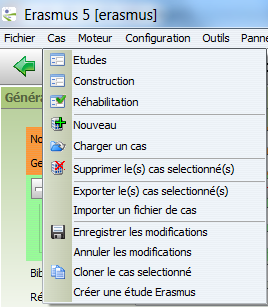 Erasmus 5 [erasmus]
Fichier Cas Moteur Configuration Outils Panne
Etudes
Construction
Général
Réhabilitation
Nouveau
No
Charger un cas
Ge
Supprimer le(s) cas selectionné(s)
Exporter le(s) cas selectionné(s)
Importer un fichier de cas
Enregistrer les modifications
Annuler les modifications
Bib
Cloner le cas selectionné
Ré
Créer une étude Erasmus